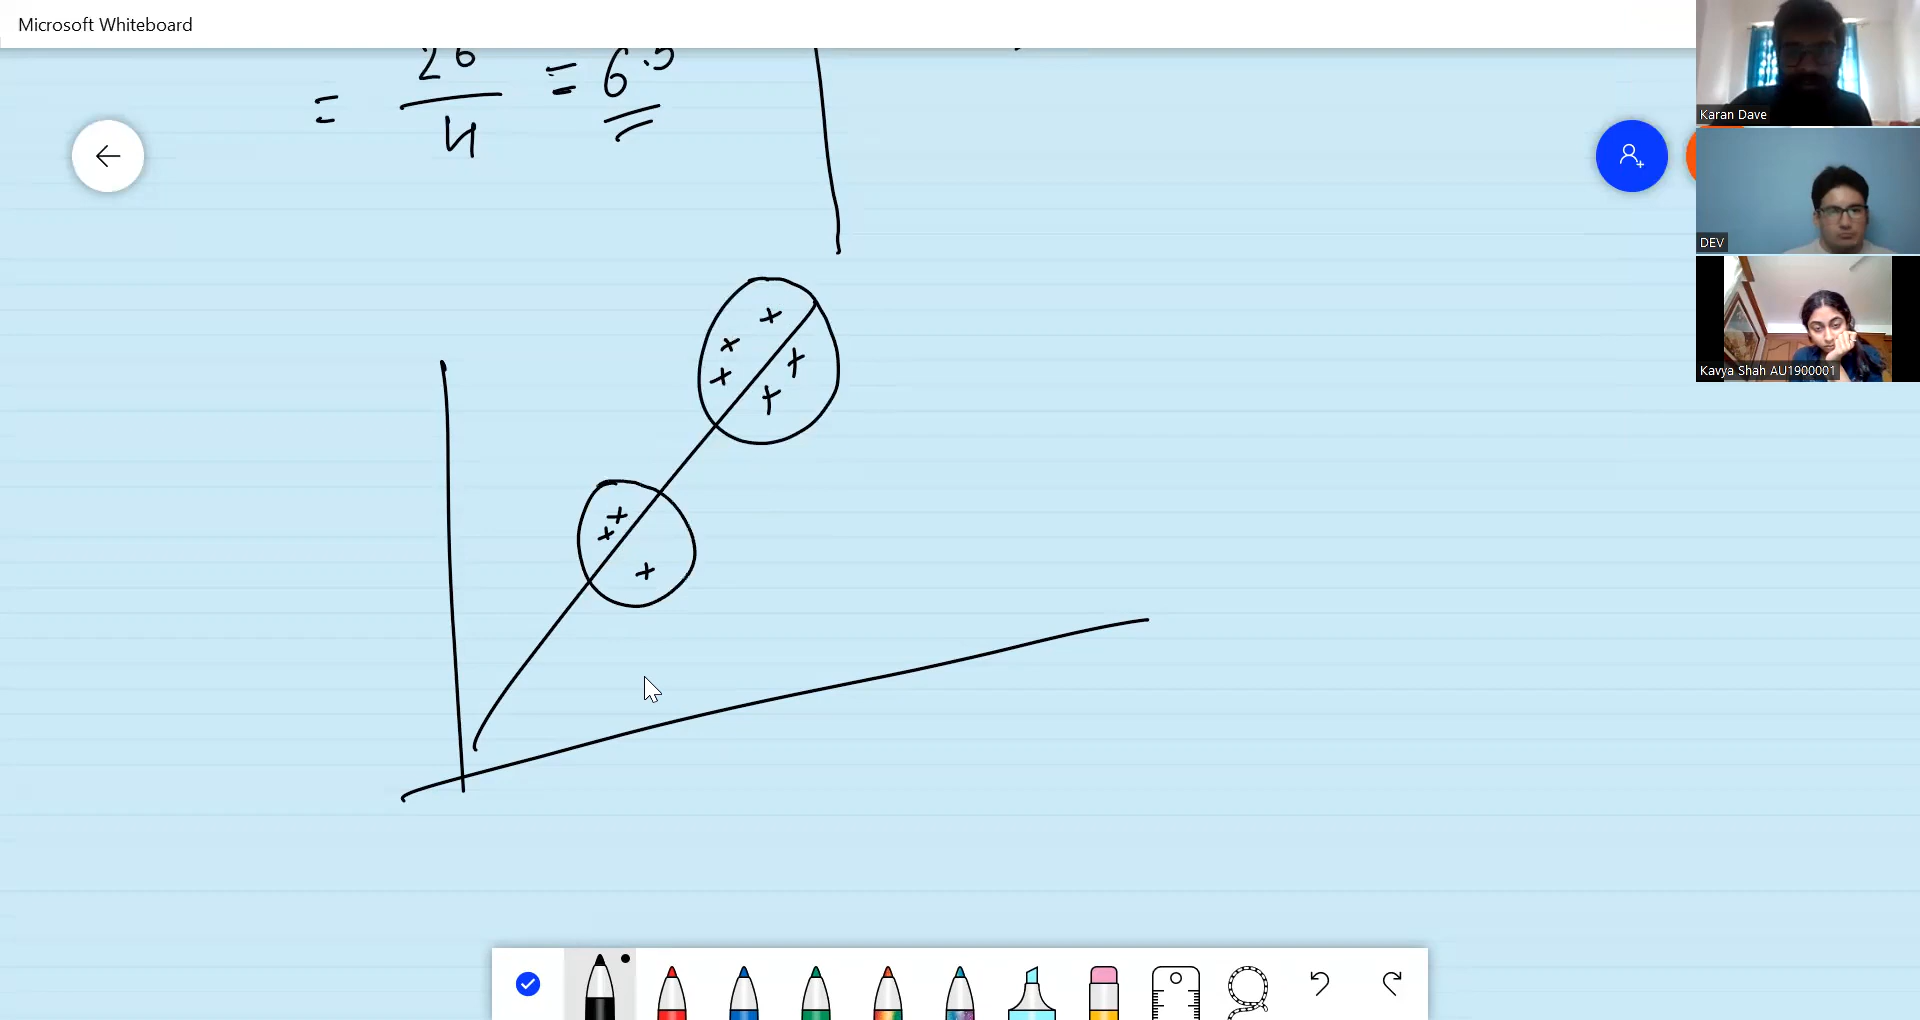 Microsoft Whiteboard
= 26/4 = 6.5
Karan Dave
DEV
Kavya Shah AU1900001